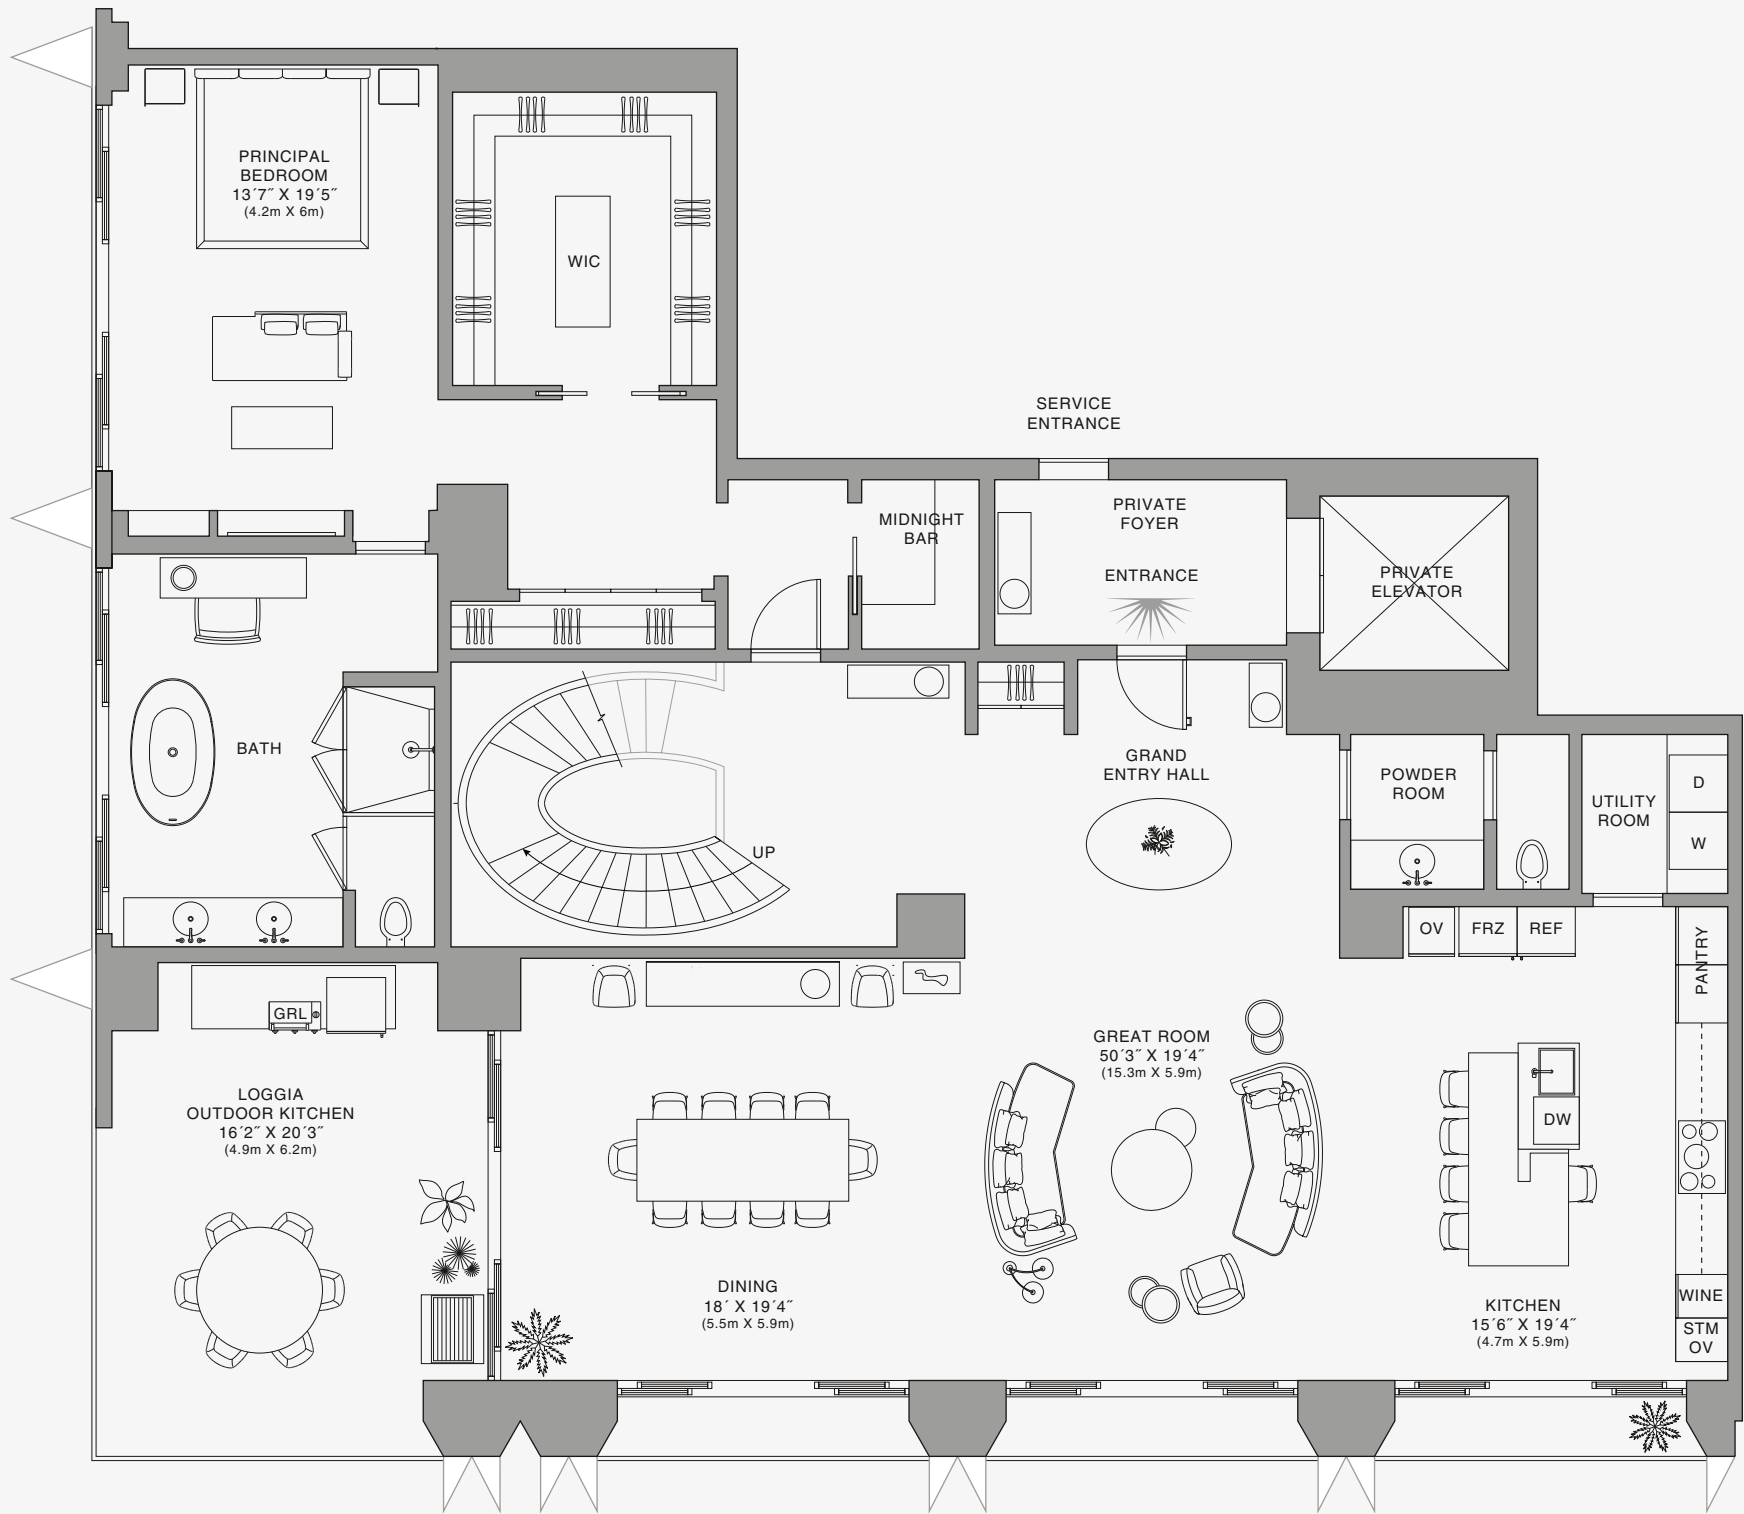 PRINCIPAL
BEDROOM
13´7˝ X 19´5˝
(4.2m X 6m)
WIC
SERVICE
ENTRANCE
MIDNIGHT
BAR
PRIVATE
FOYER
ENTRANCE
PRIVATE
ELEVATOR
BATH
UP
GRAND
ENTRY HALL
POWDER
ROOM
UTILITY
ROOM
D
W
OV
FRZ
REF
PANTRY
GRL
LOGGIA
OUTDOOR KITCHEN
16´2˝ X 20´3˝
(4.9m X 6.2m)
GREAT ROOM
50´3˝ X 19´4˝
(15.3m X 5.9m)
DW
DINING
18´ X 19´4˝
(5.5m X 5.9m)
KITCHEN
15´6˝ X 19´4˝
(4.7m X 5.9m)
WINE
STM
OV